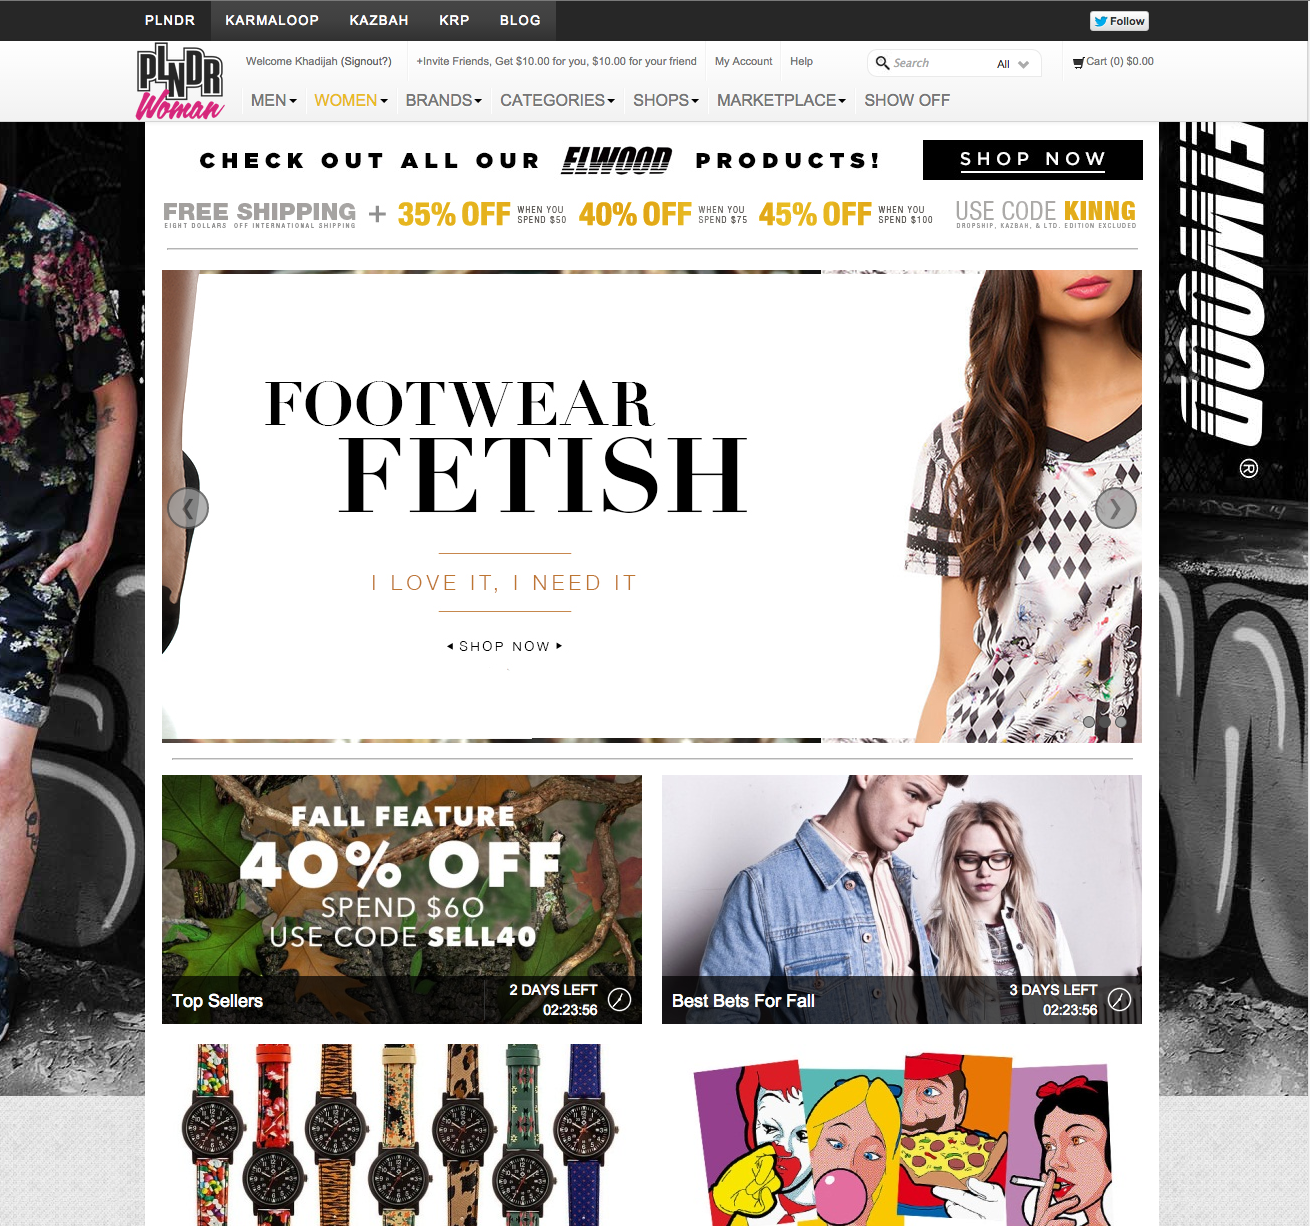 PLNDR KARMALOOP KAZBAH KRP BLOG
Follow
PLNDR
Woman
Welcome Khadijah (Signout?) +Invite Friends, Get $10.00 for you, $10.00 for your friend My Account Help
Search All
Cart (0) $0.00
MEN WOMEN BRANDS CATEGORIES SHOPS MARKETPLACE SHOW OFF
CHECK OUT ALL OUR ELWOOD PRODUCTS!
SHOP NOW
FREE SHIPPING
EIGHT DOLLARS OFF INTERNATIONAL SHIPPING
+
35% OFF WHEN YOU
SPEND $50
40% OFF WHEN YOU
SPEND $75
45% OFF WHEN YOU
SPEND $100
USE CODE KINNG
DROPSHIP, KAZBAH, & LTD. EDITION EXCLUDED
ELWOOD
®
FOOTWEAR
FETISH
I LOVE IT, I NEED IT
SHOP NOW
FALL FEATURE
40% OFF
SPEND $60
USE CODE SELL40
Top Sellers
2 DAYS LEFT
02:23:56
Best Bets For Fall
3 DAYS LEFT
02:23:56